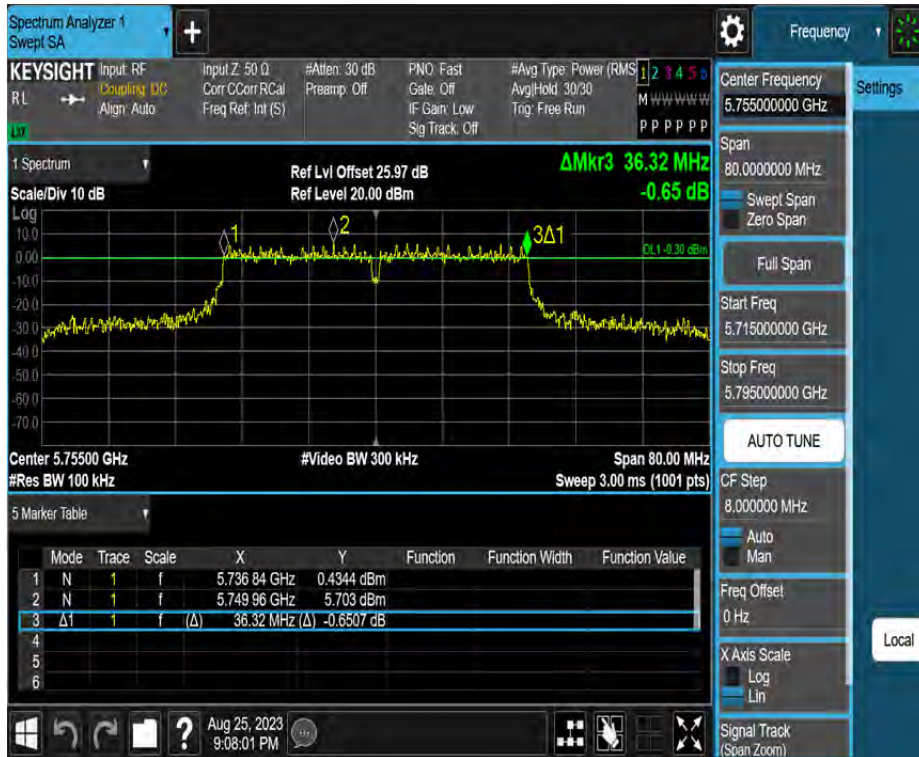 Spectrum Analyzer 1
Swept SA
+
Frequency
KEYSIGHT
Input: RF
Coupling: DC
Align: Auto
Input Z: 50 Ω
Corr CCorr RCal
Freq Ref: Int (S)
#Atten: 30 dB
Preamp: Off
PNO: Fast
Gate: Off
IF Gain: Low
Sig Track: Off
#Avg Type: Power (RMS
Avg|Hold: 30/30
Trig: Free Run
1 2 3 4 5 6
M W W W W W
P P P P P P
R L
1 Spectrum
Scale/Div 10 dB
Ref Lvl Offset 25.97 dB
Ref Level 20.00 dBm
ΔMkr3 36.32 MHz
-0.65 dB
Log
10.0
0.00
-10.0
-20.0
-30.0
-40.0
-50.0
-60.0
-70.0
1
2
3Δ1
DL1 -0.30 dBm
Center 5.75500 GHz
#Video BW 300 kHz
Span 80.00 MHz
#Res BW 100 kHz
Sweep 3.00 ms (1001 pts)
5 Marker Table
Mode Trace Scale X Y Function Function Width Function Value
1 N 1 f 5.736 84 GHz 0.4344 dBm
2 N 1 f 5.749 96 GHz 5.703 dBm
3 Δ1 1 f (Δ) 36.32 MHz (Δ) -0.6507 dB
4
5
6
?
Aug 25, 2023
9:08:01 PM
Center Frequency
5.755000000 GHz
Settings
Span
80.0000000 MHz
Swept Span
Zero Span
Full Span
Start Freq
5.715000000 GHz
Stop Freq
5.795000000 GHz
AUTO TUNE
CF Step
8.000000 MHz
Auto
Man
Freq Offset
0 Hz
Local
X Axis Scale
Log
Lin
Signal Track
(Span Zoom)